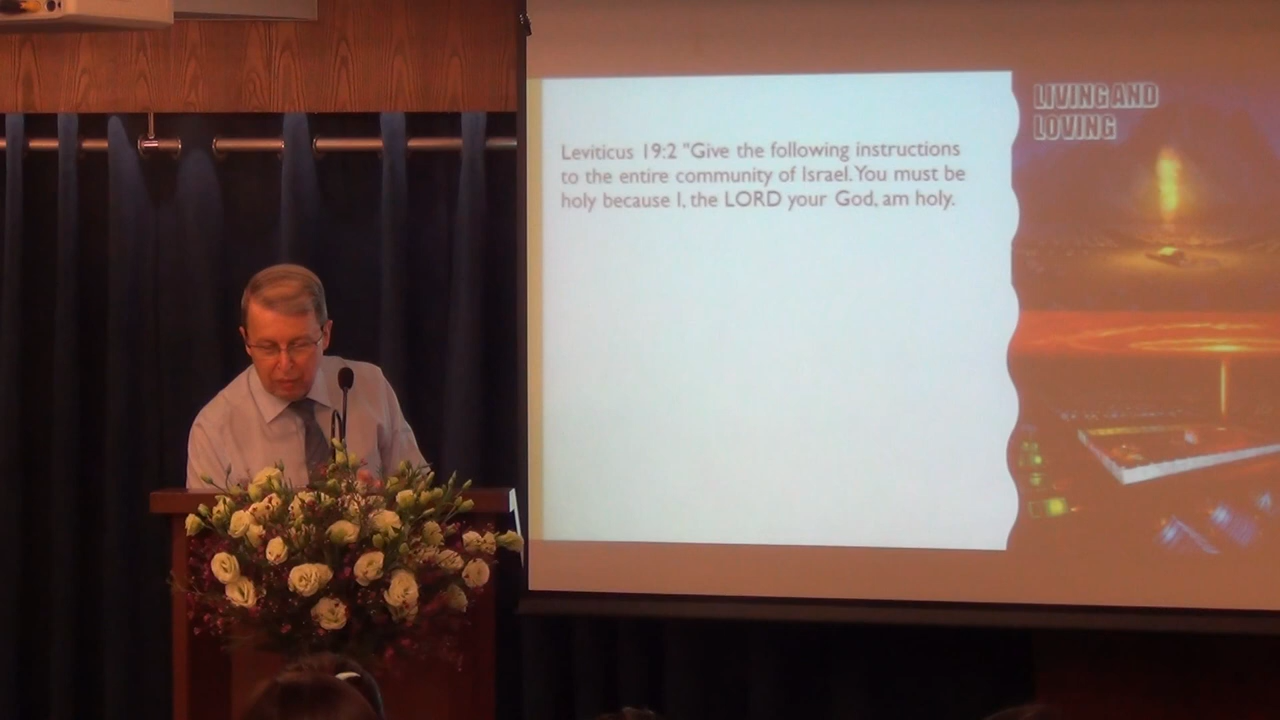 Leviticus 19:2 "Give the following instructions
to the entire community of Israel. You must be
holy because I, the LORD your God, am holy.
LIVING AND
LOVING